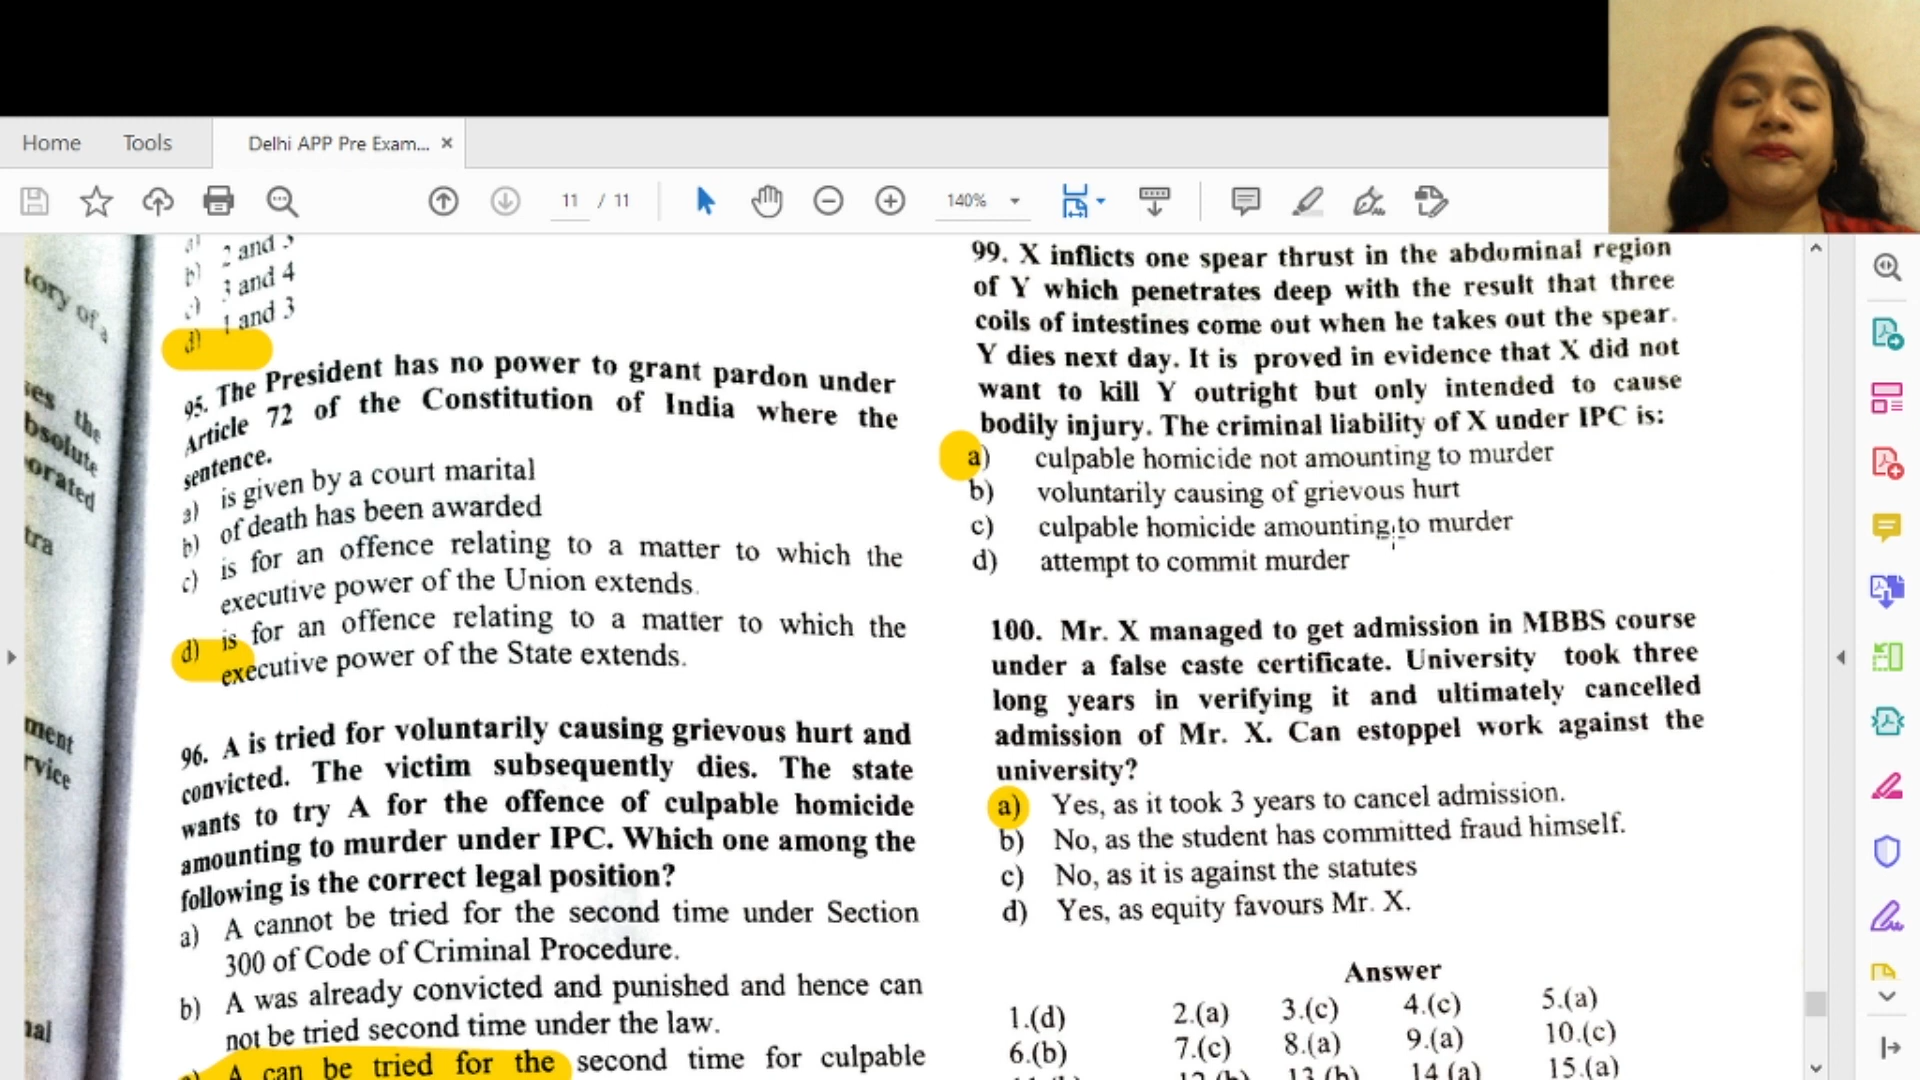 Home
Tools
Delhi APP Pre Exam...
11 / 11
140%
tory of a
ses the
bsolute
orated
tra
ment
rvice
nal
a) 2 and 3
b) 3 and 4
c) 1 and 3
d)
95. The President has no power to grant pardon under
Article 72 of the Constitution of India where the
sentence.
a) is given by a court marital
b) of death has been awarded
c) is for an offence relating to a matter to which the
executive power of the Union extends.
d) is for an offence relating to a matter to which the
executive power of the State extends.
96. A is tried for voluntarily causing grievous hurt and
convicted. The victim subsequently dies. The state
wants to try A for the offence of culpable homicide
amounting to murder under IPC. Which one among the
following is the correct legal position?
a) A cannot be tried for the second time under Section
300 of Code of Criminal Procedure.
b) A was already convicted and punished and hence can
not be tried second time under the law.
A can be tried for the second time for culpable
99. X inflicts one spear thrust in the abdominal region
of Y which penetrates deep with the result that three
coils of intestines come out when he takes out the spear.
Y dies next day. It is proved in evidence that X did not
want to kill Y outright but only intended to cause
bodily injury. The criminal liability of X under IPC is:
a) culpable homicide not amounting to murder
b) voluntarily causing of grievous hurt
c) culpable homicide amounting to murder
d) attempt to commit murder
100. Mr. X managed to get admission in MBBS course
under a false caste certificate. University took three
long years in verifying it and ultimately cancelled
admission of Mr. X. Can estoppel work against the
university?
a) Yes, as it took 3 years to cancel admission.
b) No, as the student has committed fraud himself.
c) No, as it is against the statutes
d) Yes, as equity favours Mr. X.
Answer
1.(d) 2.(a) 3.(c) 4.(c) 5.(a)
6.(b) 7.(c) 8.(a) 9.(a) 10.(c)
12.(b) 13.(b) 14.(a) 15.(a)